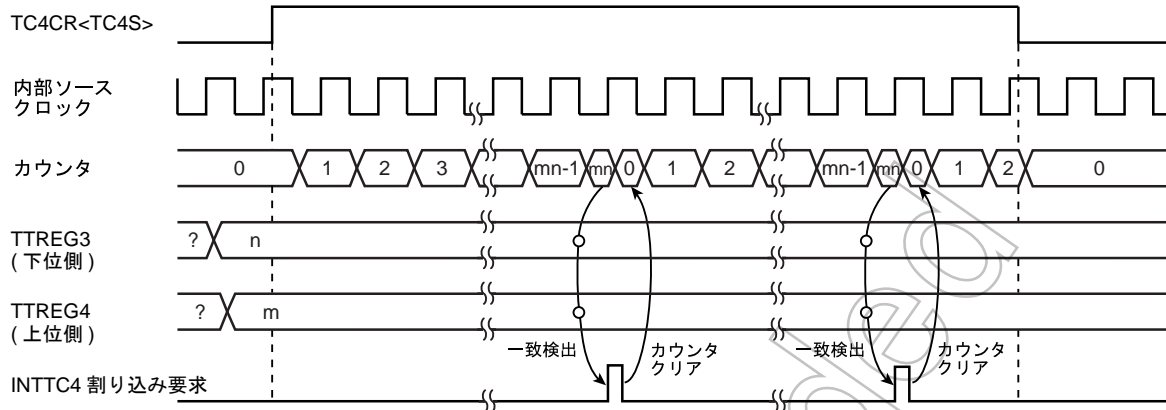 TC4CR<TC4S>
内部ソース
クロック
カウンタ 0 1 2 3 mn-1 mn 0 1 2 mn-1 mn 0 1 2 0
TTREG3 ? n
( 下位側 )
TTREG4 ? m
( 上位側 )
一致検出 カウンタ
クリア
一致検出 カウンタ
クリア
INTTC4 割り込み要求
ded